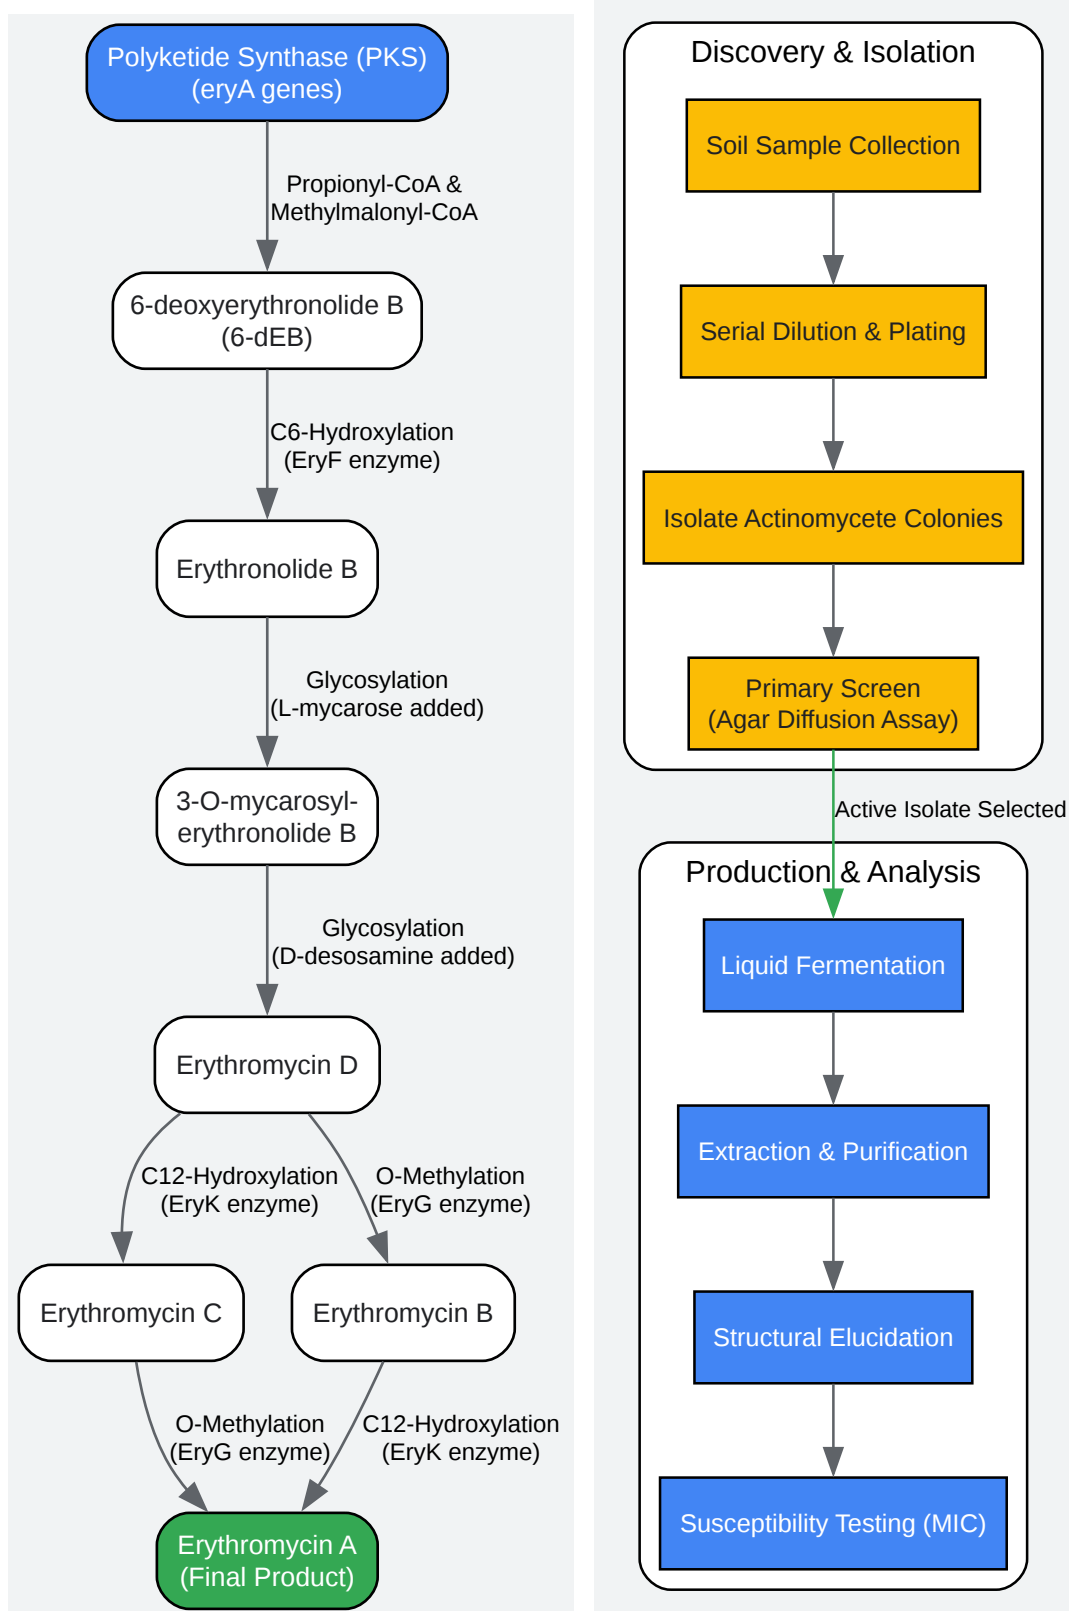 Polyketide Synthase (PKS)
(eryA genes)
Propionyl-CoA &
Methylmalonyl-CoA
6-deoxyerythronolide B
(6-dEB)
C6-Hydroxylation
(EryF enzyme)
Erythronolide B
Glycosylation
(L-mycarose added)
3-O-mycarosyl-
erythronolide B
Glycosylation
(D-desosamine added)
Erythromycin D
C12-Hydroxylation
(EryK enzyme)
O-Methylation
(EryG enzyme)
Erythromycin C
Erythromycin B
O-Methylation
(EryG enzyme)
C12-Hydroxylation
(EryK enzyme)
Erythromycin A
(Final Product)
Discovery & Isolation
Soil Sample Collection
Serial Dilution & Plating
Isolate Actinomycete Colonies
Primary Screen
(Agar Diffusion Assay)
Active Isolate Selected
Production & Analysis
Liquid Fermentation
Extraction & Purification
Structural Elucidation
Susceptibility Testing (MIC)